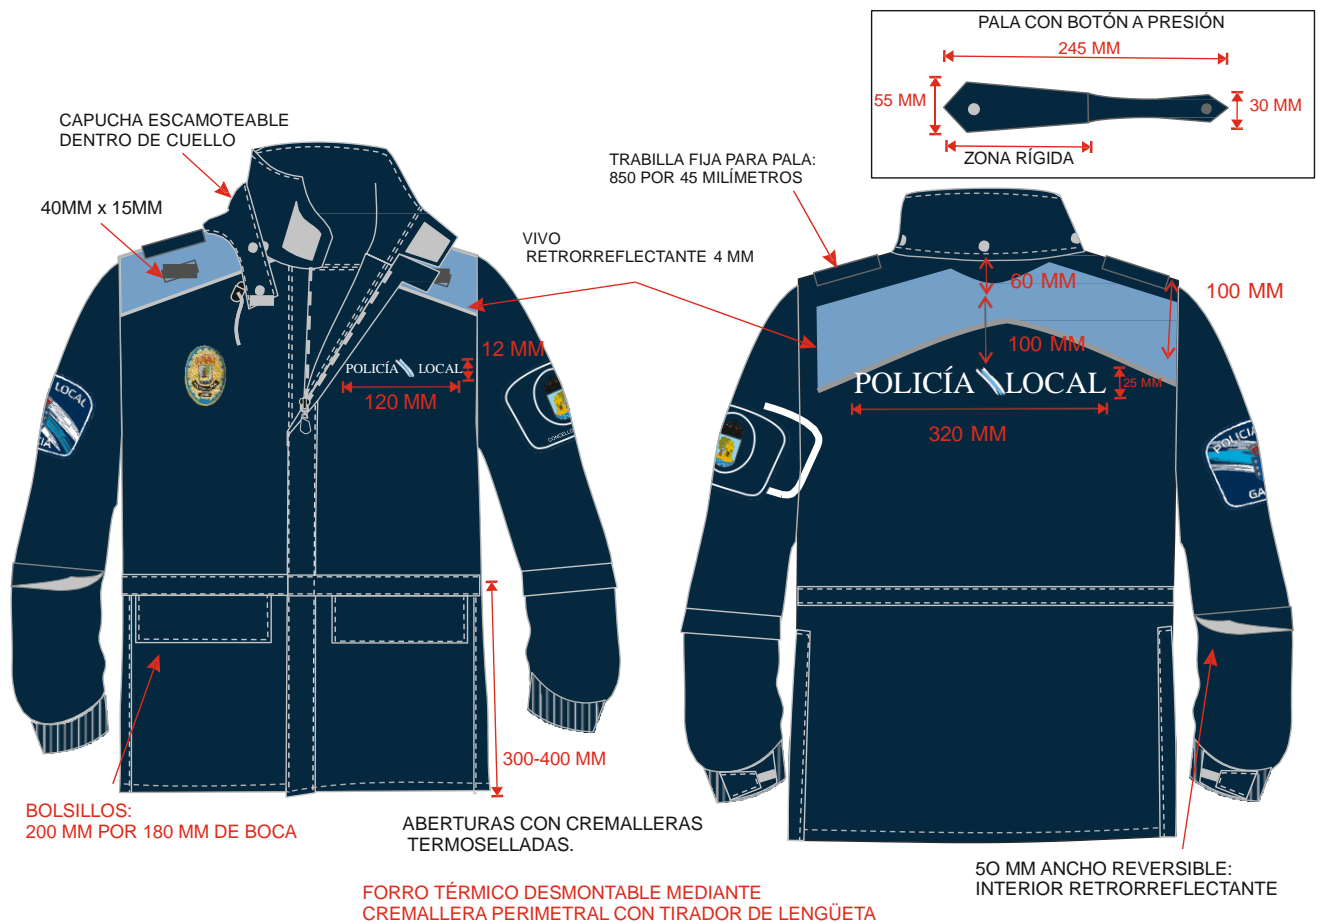 PALA CON BOTÓN A PRESIÓN
245 MM
55 MM
30 MM
ZONA RÍGIDA
CAPUCHA ESCAMOTEABLE
DENTRO DE CUELLO
40MM x 15MM
TRABILLA FIJA PARA PALA:
850 POR 45 MILÍMETROS
VIVO
RETRORREFLECTANTE 4 MM
60 MM
100 MM
100 MM
12 MM
POLICÍA LOCAL
120 MM
POLICÍA LOCAL
25 MM
320 MM
LOCAL
CONCELLO
POLICIA
GA
300-400 MM
BOLSILLOS:
200 MM POR 180 MM DE BOCA
ABERTURAS CON CREMALLERAS
TERMOSELLADAS.
5O MM ANCHO REVERSIBLE:
INTERIOR RETRORREFLECTANTE
FORRO TÉRMICO DESMONTABLE MEDIANTE
CREMALLERA PERIMETRAL CON TIRADOR DE LENGÜETA